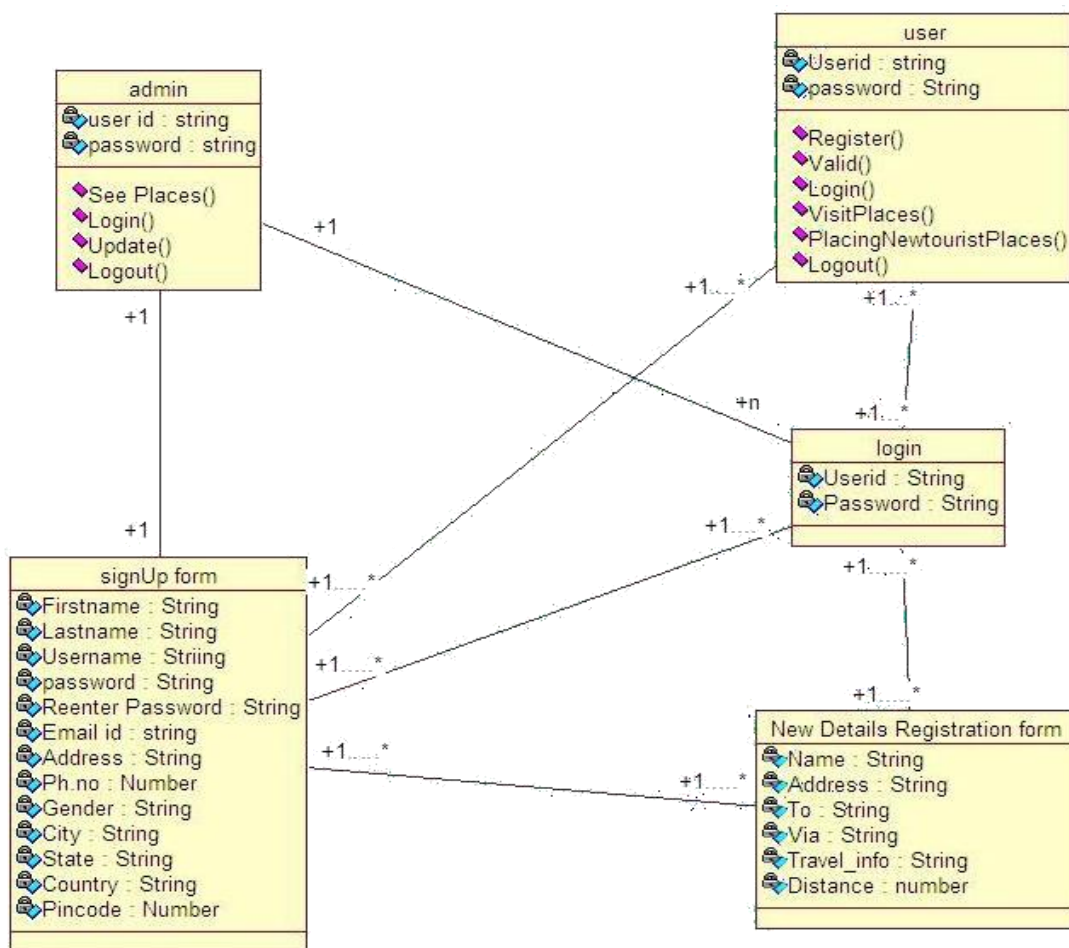 admin
user id : string
password : string
See Places()
Login()
Update()
Logout()
user
Userid : string
password : String
Register()
Valid()
Login()
VisitPlaces()
PlacingNewtouristPlaces()
Logout()
+1
+1
+1....*
+1....*
+n
+1....*
login
Userid : String
Password : String
+1
+1....*
+1....*
+1....*
+1....*
signUp form
Firstname : String
Lastname : String
Username : Striing
password : String
Reenter Password : String
Email id : string
Address : String
Ph.no : Number
Gender : String
City : String
State : String
Country : String
Pincode : Number
+1....*
+1....*
+1....*
New Details Registration form
Name : String
Address : String
To : String
Via : String
Travel_info : String
Distance : number